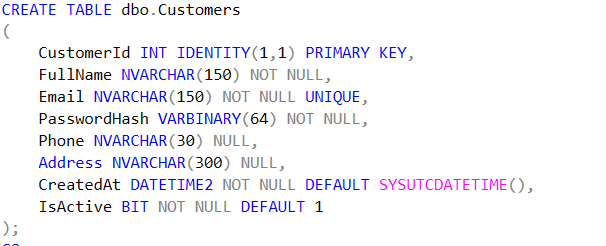 CREATE TABLE dbo.Customers
(
    CustomerId INT IDENTITY(1,1) PRIMARY KEY,
    FullName NVARCHAR(150) NOT NULL,
    Email NVARCHAR(150) NOT NULL UNIQUE,
    PasswordHash VARBINARY(64) NOT NULL,
    Phone NVARCHAR(30) NULL,
    Address NVARCHAR(300) NULL,
    CreatedAt DATETIME2 NOT NULL DEFAULT SYSUTCDATETIME(),
    IsActive BIT NOT NULL DEFAULT 1
);